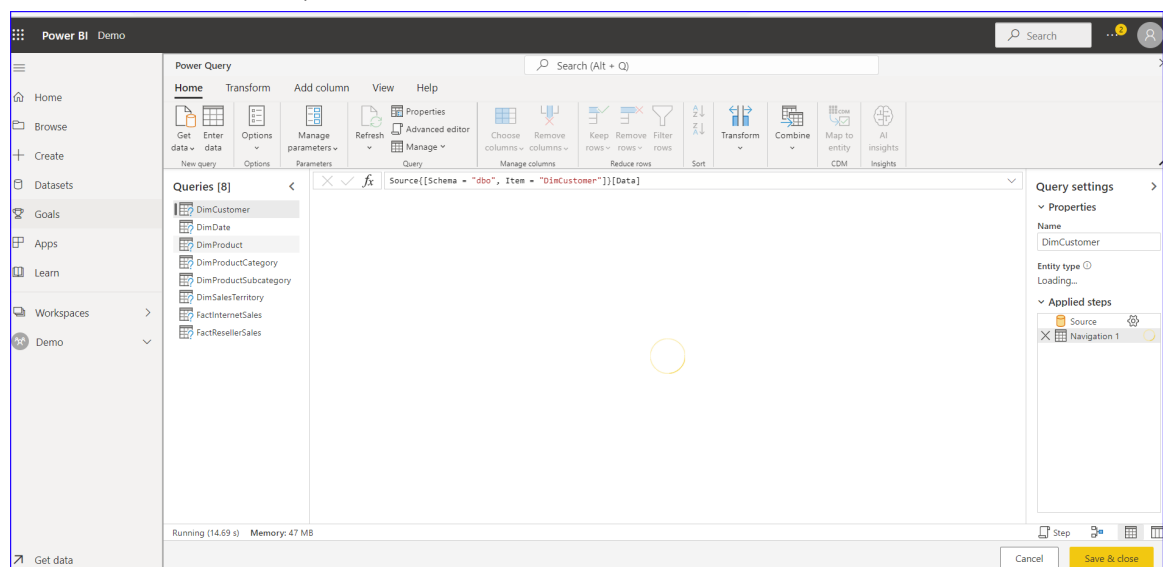 Power BI Demo
Search
2
Power Query
Search (Alt + Q)
Home Transform Add column View Help
Get data
Enter data
Options
Manage parameters
Refresh
Properties
Advanced editor
Manage
Choose columns
Remove columns
Keep rows
Remove rows
Filter rows
Transform
Combine
Map to entity
AI insights
New query Options Parameters Query Manage columns Reduce rows Sort CDM Insights
Home
Browse
Create
Datasets
Goals
Apps
Learn
Workspaces
Demo
Get data
Queries [8]
DimCustomer
DimDate
DimProduct
DimProductCategory
DimProductSubcategory
DimSalesTerritory
FactInternetSales
FactResellerSales
fx Source{[Schema = "dbo", Item = "DimCustomer"]}[Data]
Query settings
Properties
Name
DimCustomer
Entity type
Loading...
Applied steps
Source
Navigation 1
Running (14.69 s) Memory: 47 MB
Step
Cancel Save & close